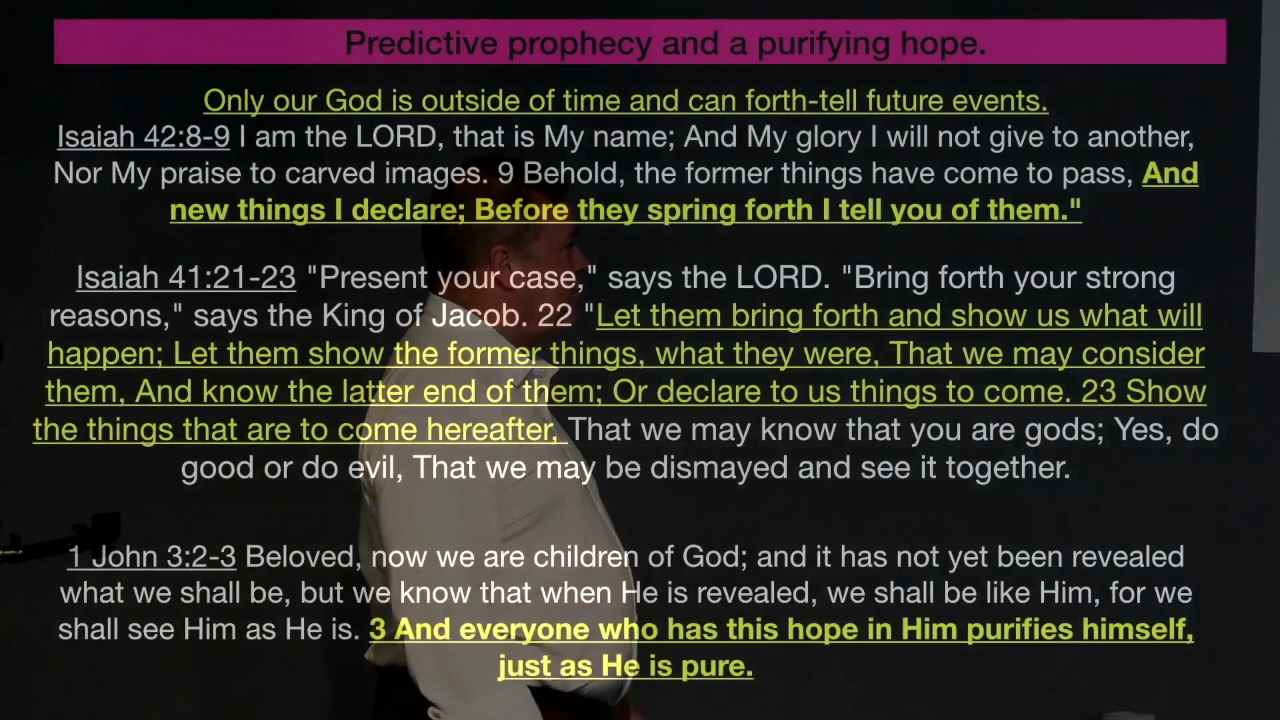 Predictive prophecy and a purifying hope.
Only our God is outside of time and can forth-tell future events.
Isaiah 42:8-9 I am the LORD, that is My name; And My glory I will not give to another,
Nor My praise to carved images. 9 Behold, the former things have come to pass, And
new things I declare; Before they spring forth I tell you of them."
Isaiah 41:21-23 "Present your case," says the LORD. "Bring forth your strong
reasons," says the King of Jacob. 22 "Let them bring forth and show us what will
happen; Let them show the former things, what they were, That we may consider
them, And know the latter end of them; Or declare to us things to come. 23 Show
the things that are to come hereafter, That we may know that you are gods; Yes, do
good or do evil, That we may be dismayed and see it together.
1 John 3:2-3 Beloved, now we are children of God; and it has not yet been revealed
what we shall be, but we know that when He is revealed, we shall be like Him, for we
shall see Him as He is. 3 And everyone who has this hope in Him purifies himself,
just as He is pure.